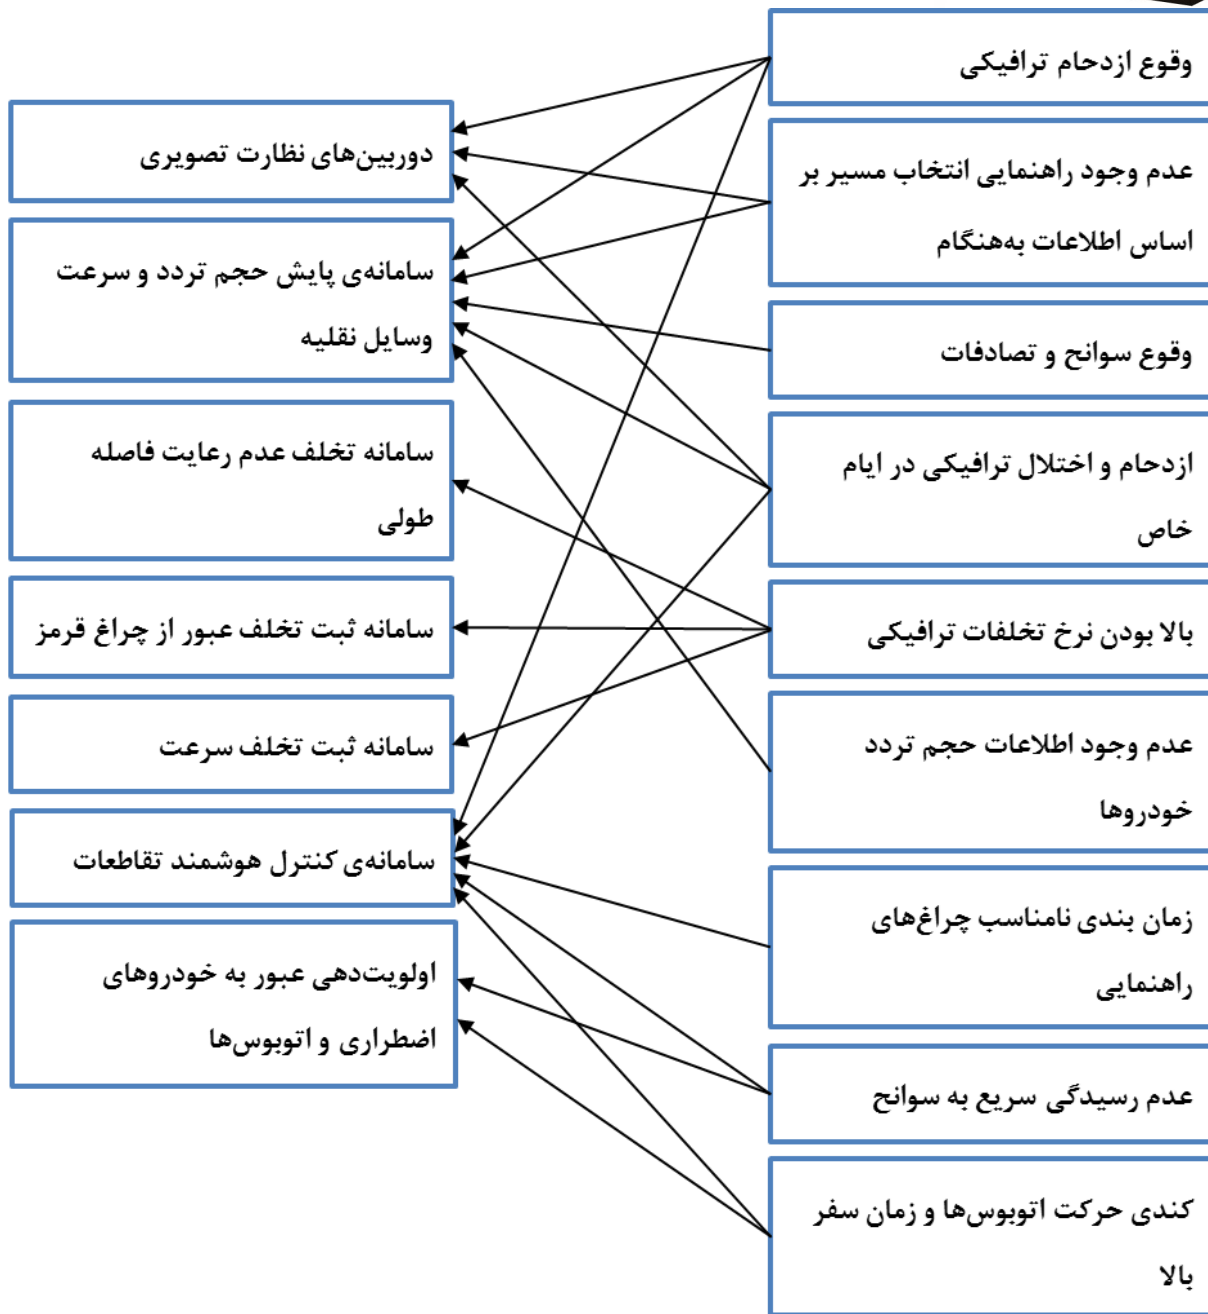 وقوع ازدحام ترافیکی
عدم وجود راهنمایی انتخاب مسیر بر
اساس اطلاعات به‌هنگام
وقوع سوانح و تصادفات
ازدحام و اختلال ترافیکی در ایام
خاص
بالا بودن نرخ تخلفات ترافیکی
عدم وجود اطلاعات حجم تردد
خودروها
زمان بندی نامناسب چراغ‌های
راهنمایی
عدم رسیدگی سریع به سوانح
کندی حرکت اتوبوس‌ها و زمان سفر
بالا
دوربین‌های نظارت تصویری
سامانه‌ی پایش حجم تردد و سرعت
وسایل نقلیه
سامانه تخلف عدم رعایت فاصله
طولی
سامانه ثبت تخلف عبور از چراغ قرمز
سامانه ثبت تخلف سرعت
سامانه‌ی کنترل هوشمند تقاطعات
اولویت‌دهی عبور به خودروهای
اضطراری و اتوبوس‌ها